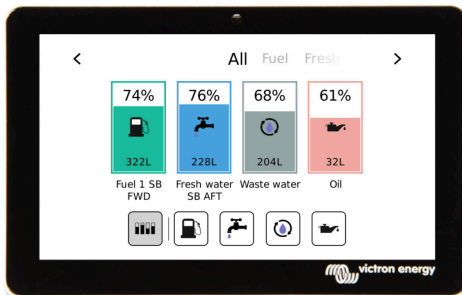 All Fuel Fresh
74% 76% 68% 61%
322L 228L 204L 32L
Fuel 1 SB Fresh water Waste water Oil
FWD SB AFT
victron energy